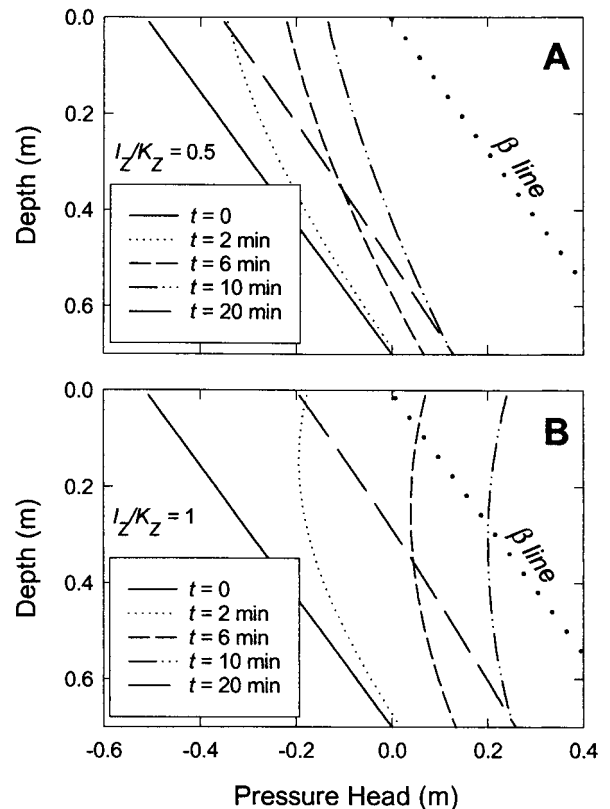 0.0
A
0.2
I_Z/K_Z = 0.5
β line
Depth (m)
0.4
t = 0
t = 2 min
t = 6 min
t = 10 min
t = 20 min
0.6
0.0
B
0.2
I_Z/K_Z = 1
β line
Depth (m)
0.4
t = 0
t = 2 min
t = 6 min
t = 10 min
t = 20 min
0.6
-0.6 -0.4 -0.2 0.0 0.2 0.4
Pressure Head (m)